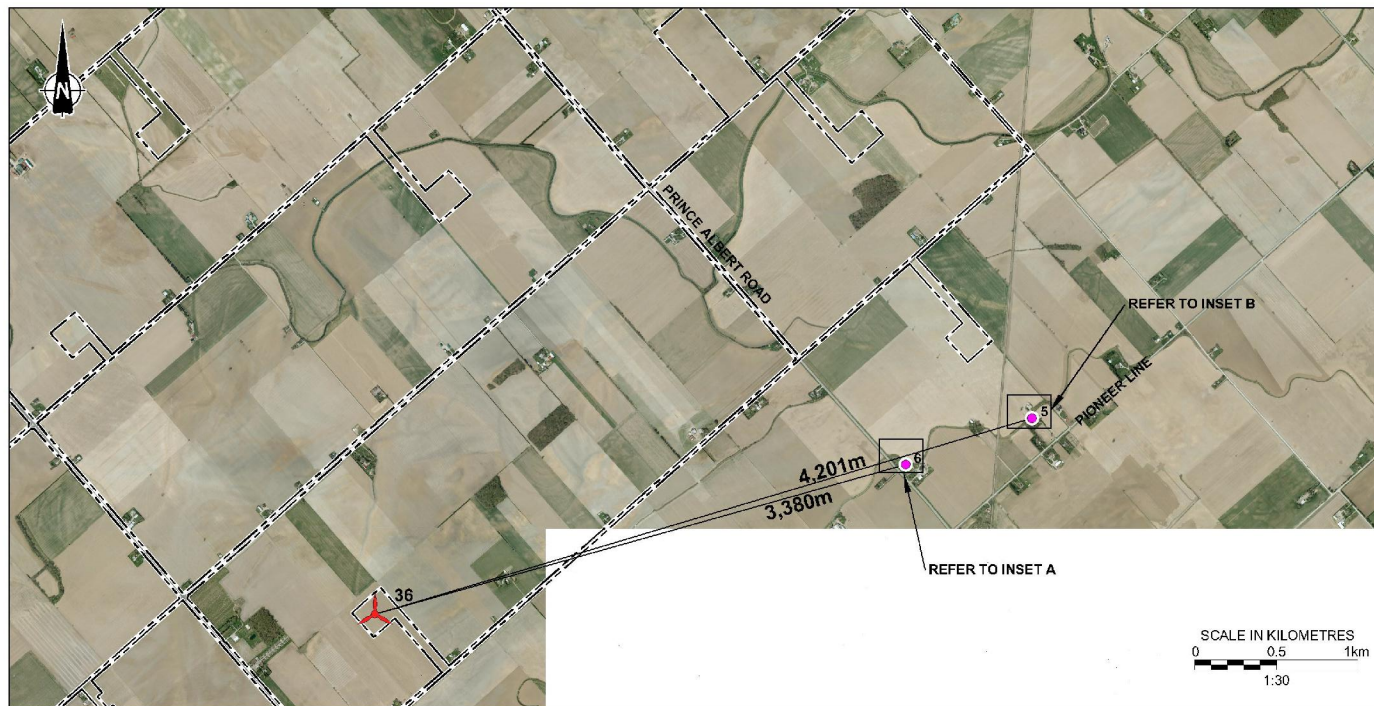 N
PRINCE ALBERT ROAD
REFER TO INSET B
PIONEER LINE
5
6
4,201m
3,380m
REFER TO INSET A
36
SCALE IN KILOMETRES
0 0.5 1km
1:30